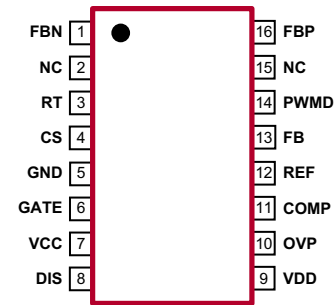 FBN 1 16 FBP
NC 2 15 NC
RT 3 14 PWMD
CS 4 13 FB
GND 5 12 REF
GATE 6 11 COMP
VCC 7 10 OVP
DIS 8 9 VDD